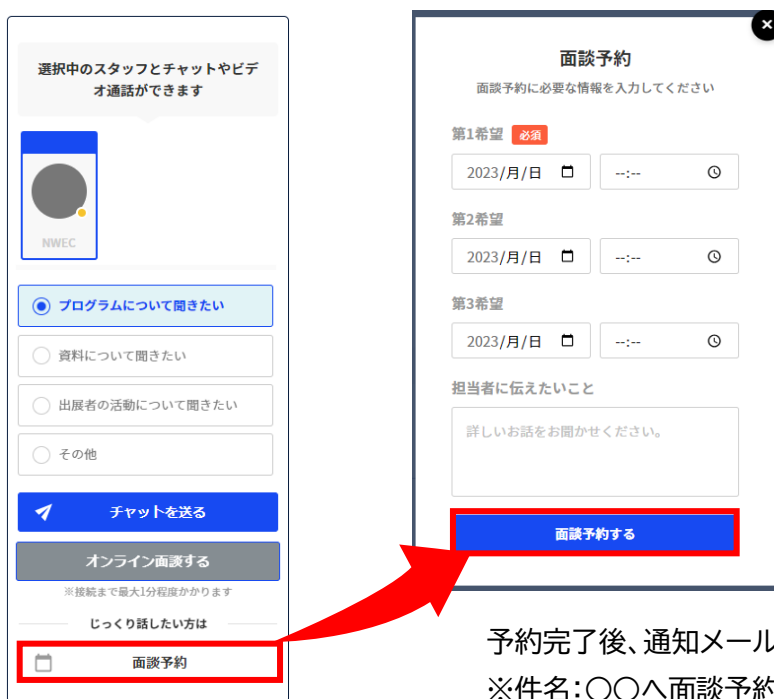 選択中のスタッフとチャットやビデ
オ通話ができます
NWEC
プログラムについて聞きたい
資料について聞きたい
出展者の活動について聞きたい
その他
チャットを送る
オンライン面談する
※接続まで最大1分程度かかります
じっくり話したい方は
面談予約
面談予約
面談予約に必要な情報を入力してください
第1希望 必須
2023/月/日 --:--
第2希望
2023/月/日 --:--
第3希望
2023/月/日 --:--
担当者に伝えたいこと
詳しいお話をお聞かせください。
面談予約する
予約完了後、通知メール
※件名:〇〇へ面談予約